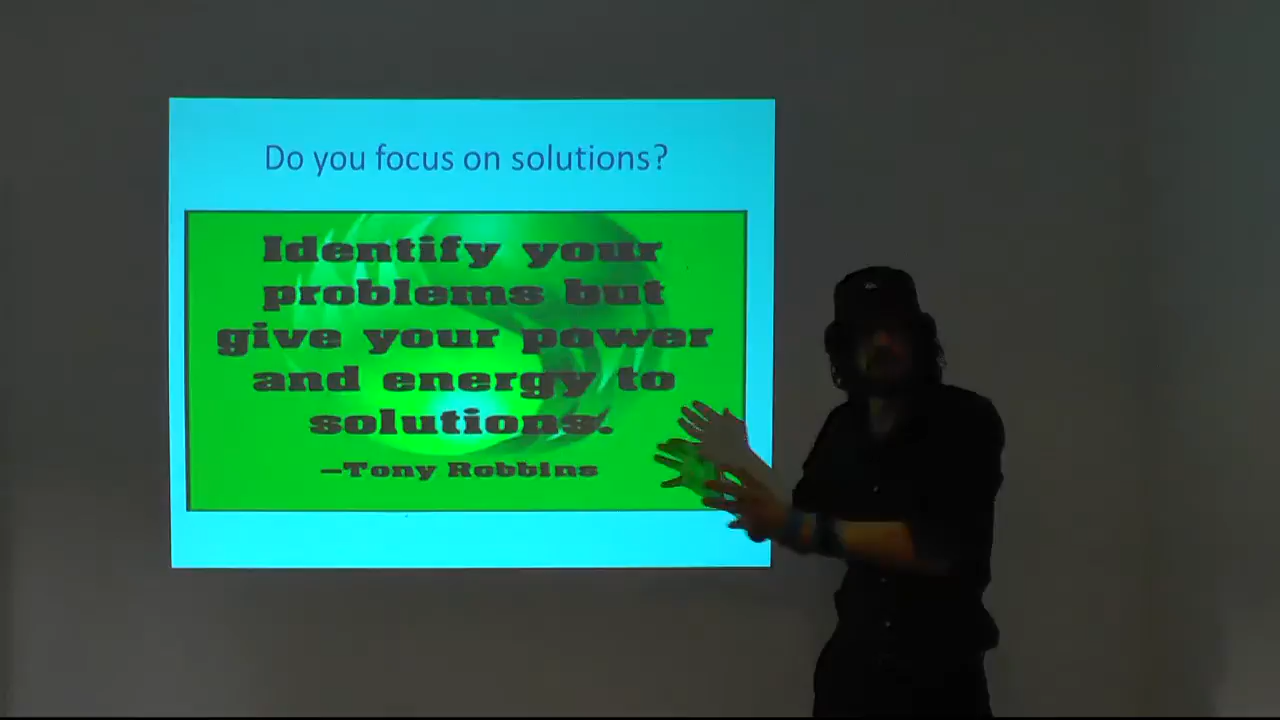 Do you focus on solutions?
Identify your
problems but
give your power
and energy to
solutions.
—Tony Robbins